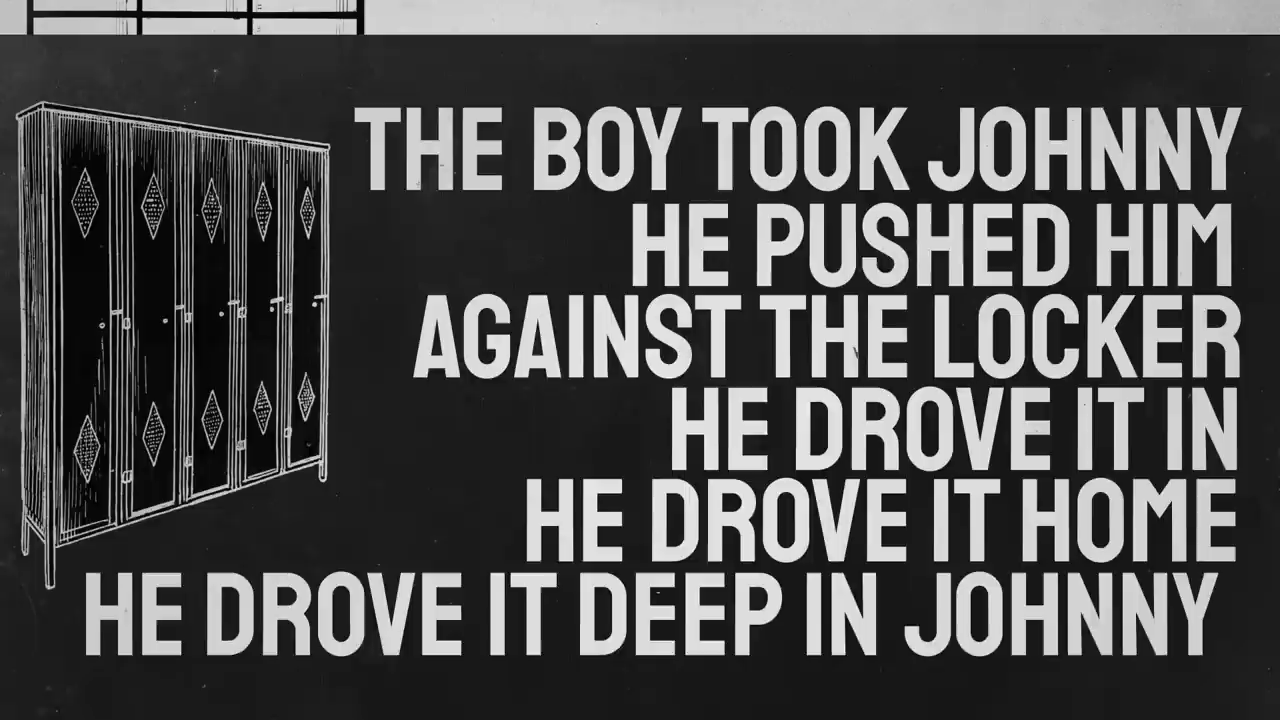 THE BOY TOOK JOHNNY
HE PUSHED HIM
AGAINST THE LOCKER
HE DROVE IT IN
HE DROVE IT HOME
HE DROVE IT DEEP IN JOHNNY